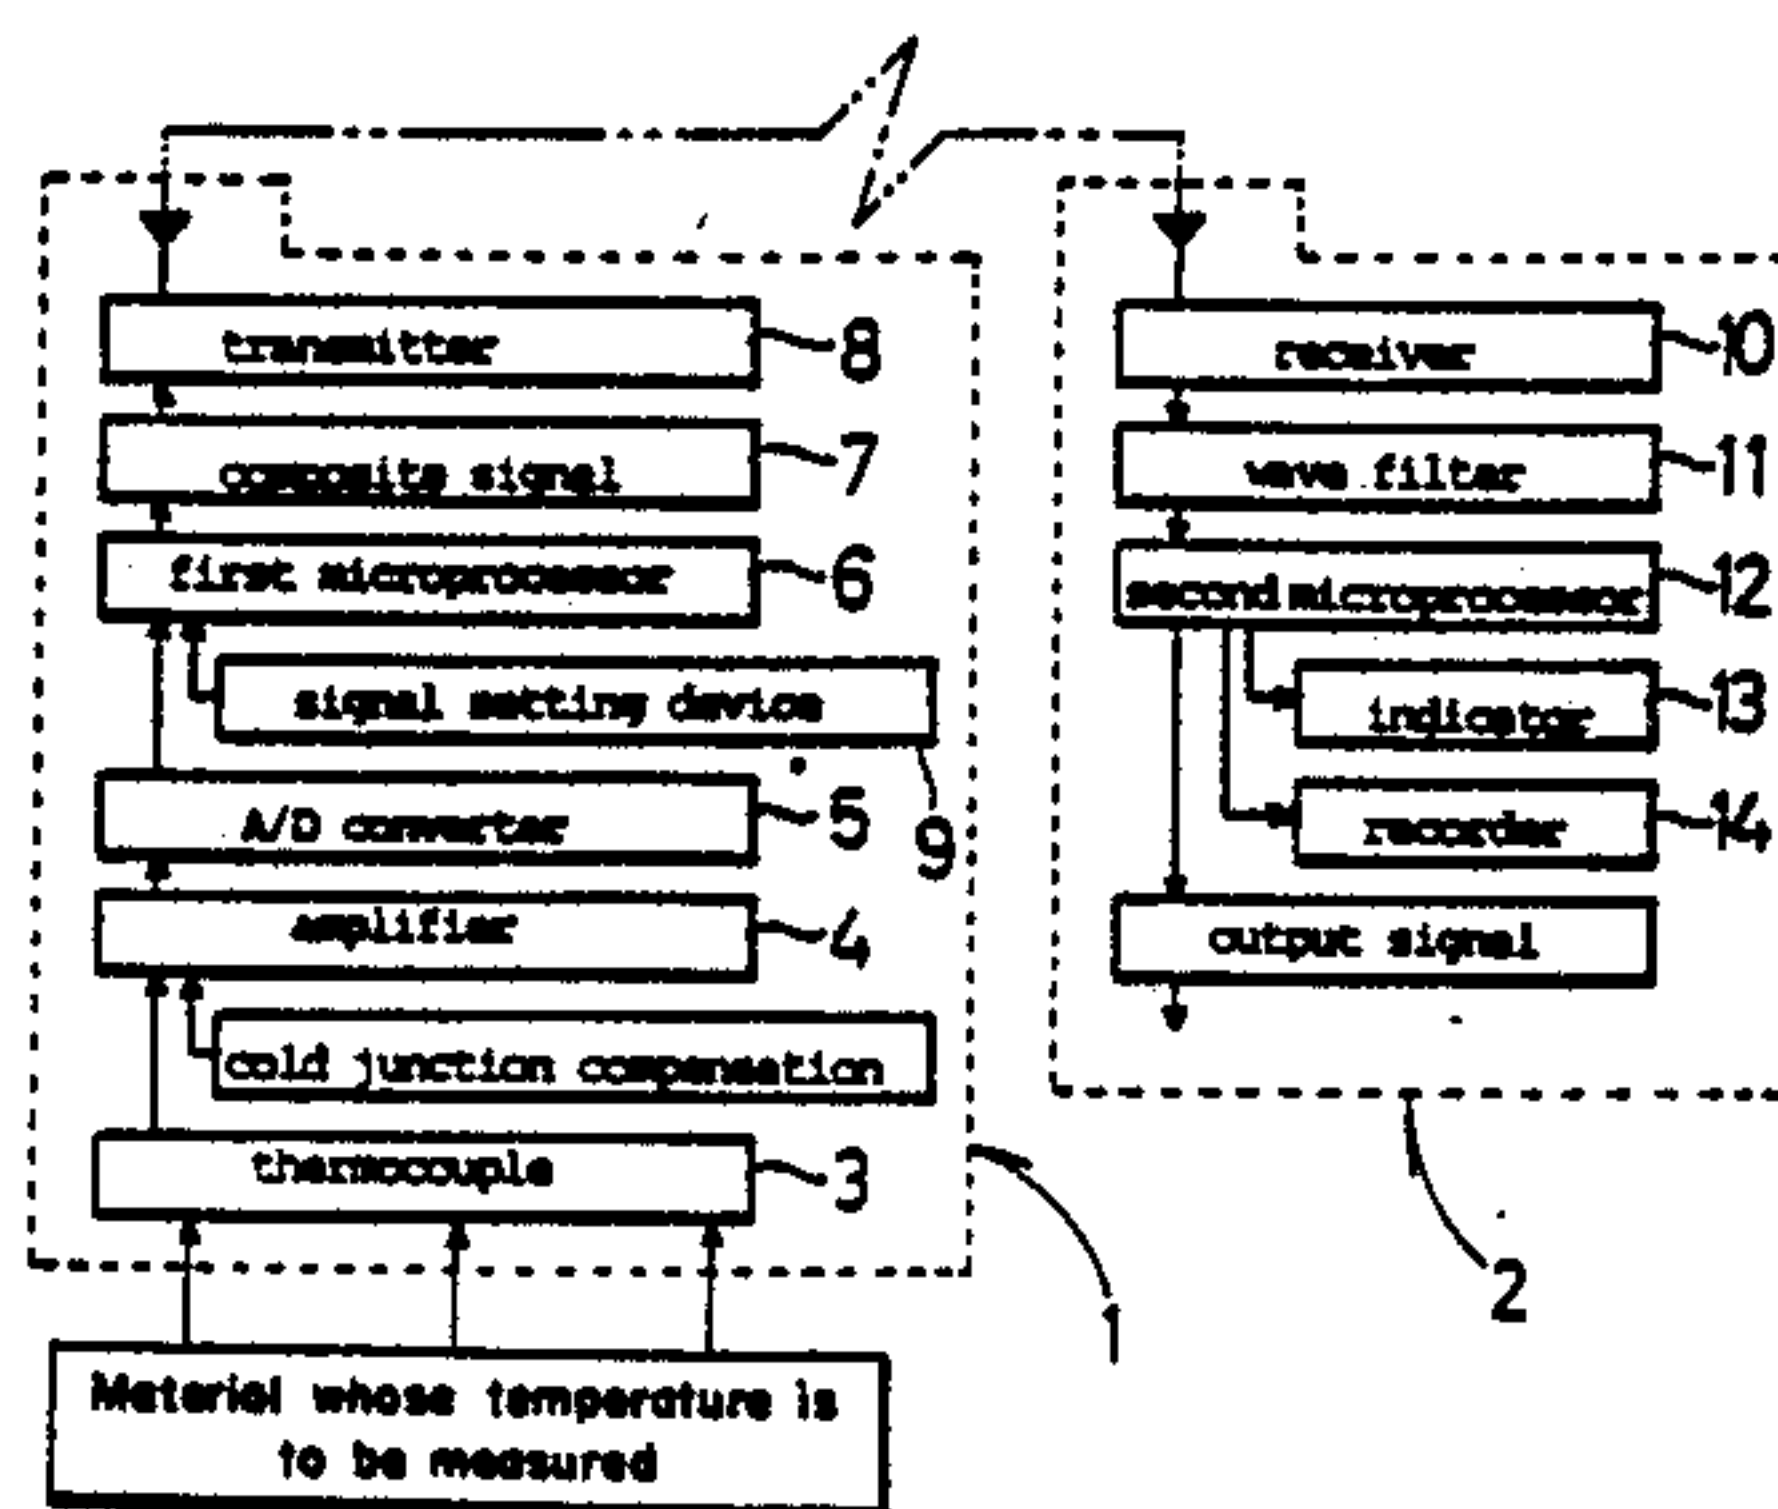 transmitter 8
composite signal 7
first microprocessor 6
signal setting device
9
A/D converter 5
amplifier 4
cold junction compensation
thermocouple 3
1
Material whose temperature is
to be measured
receiver 10
wave filter 11
second microprocessor 12
indicator 13
recorder 14
output signal
2